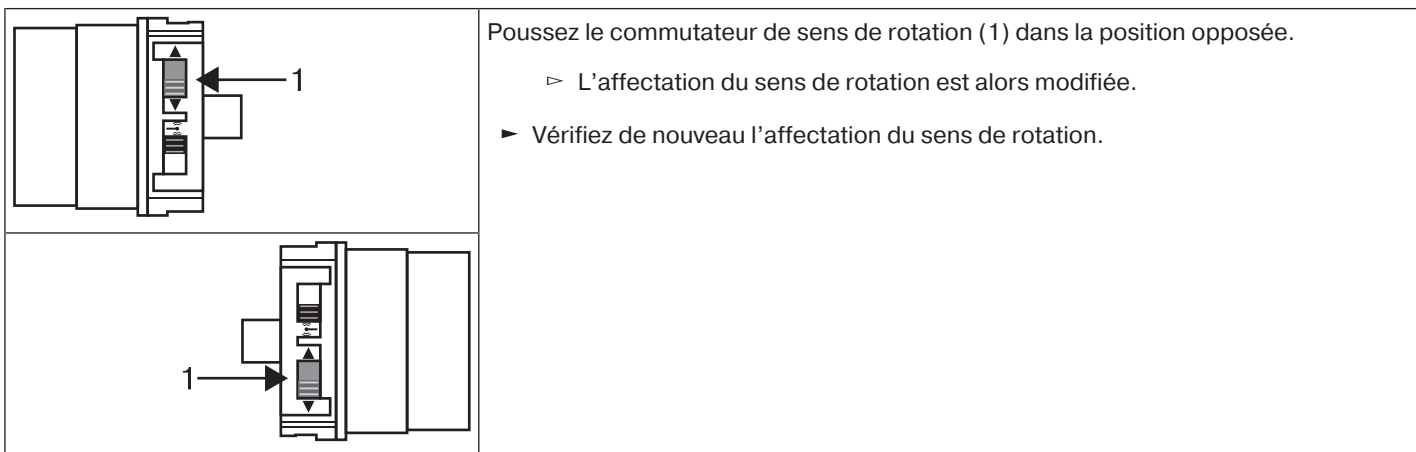 1
Poussez le commutateur de sens de rotation (1) dans la position opposée.
▻ L’affectation du sens de rotation est alors modifiée.
► Vérifiez de nouveau l’affectation du sens de rotation.
1